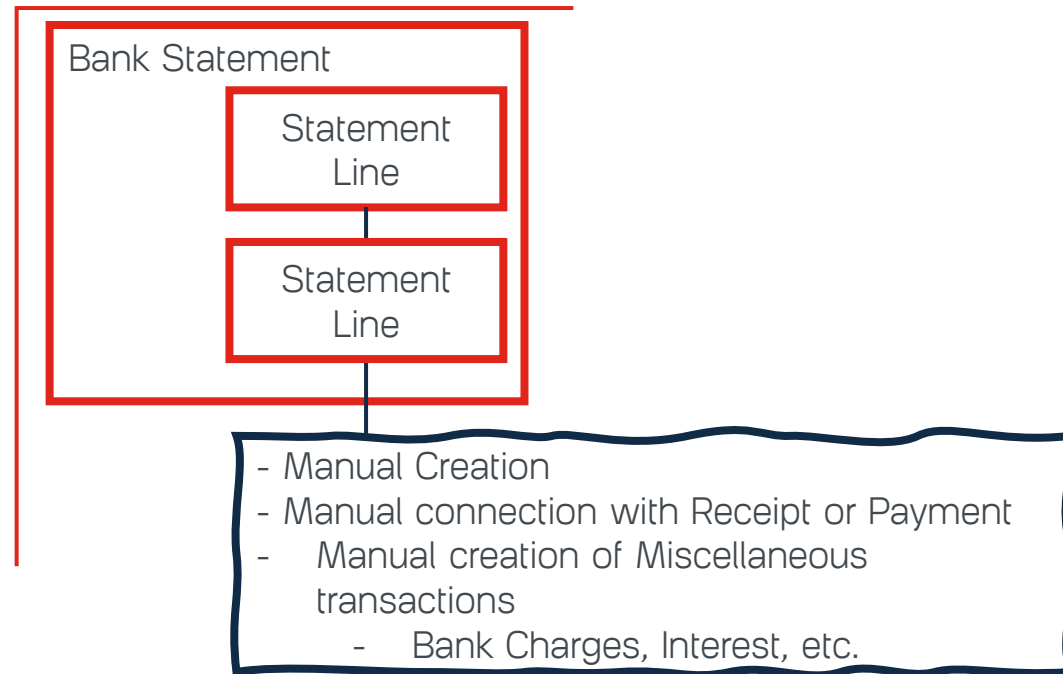 Bank Statement
Statement
Line
Statement
Line
- Manual Creation
- Manual connection with Receipt or Payment
- Manual creation of Miscellaneous
transactions
- Bank Charges, Interest, etc.